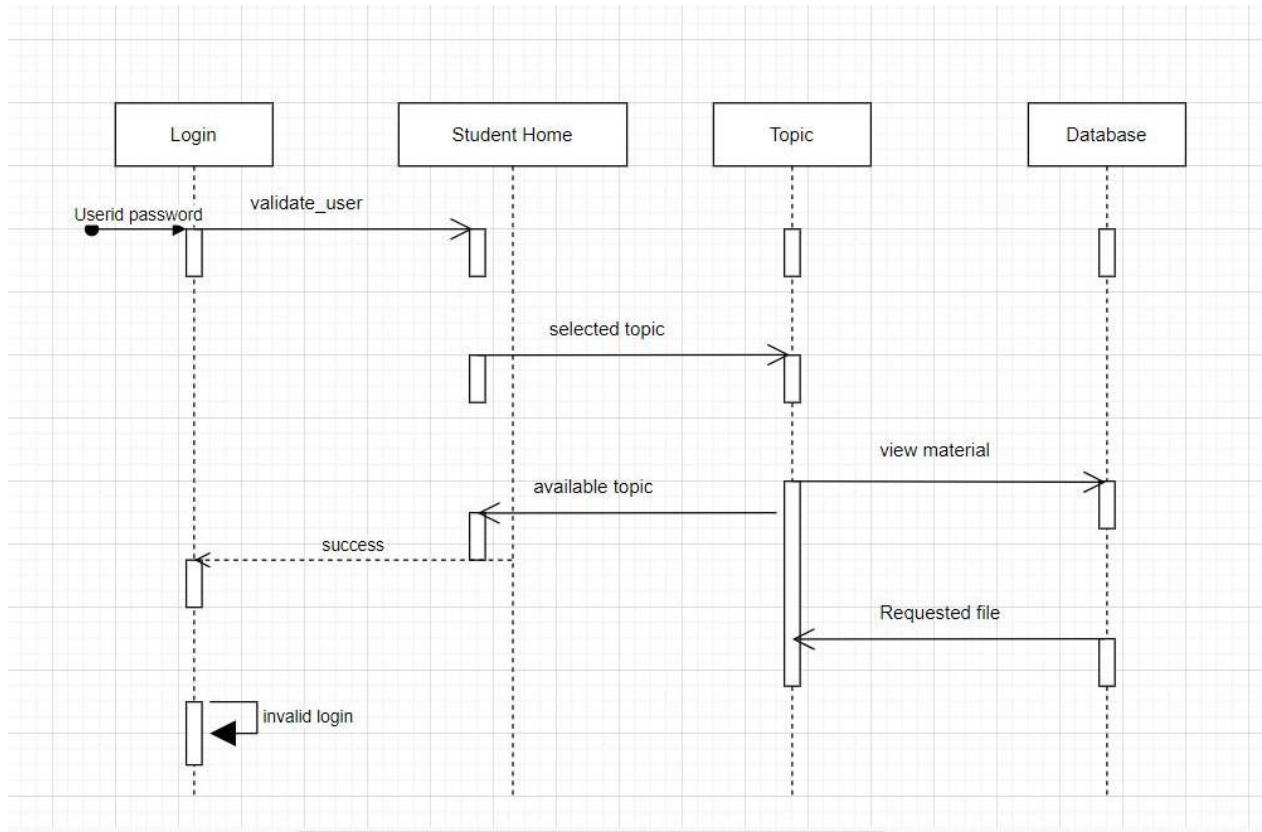 Login
Student Home
Topic
Database
validate_user
Userid password
selected topic
view material
available topic
success
Requested file
invalid login